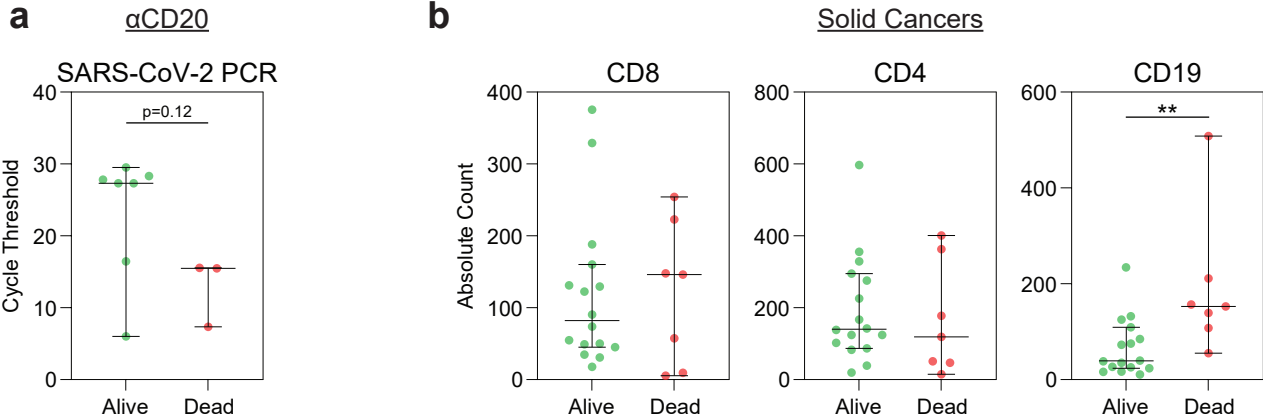 a
αCD20
SARS-CoV-2 PCR
Cycle Threshold
40
30
20
10
0
p=0.12
Alive
Dead
b
Solid Cancers
CD8
Absolute Count
400
300
200
100
0
Alive
Dead
CD4
800
600
400
200
0
Alive
Dead
CD19
600
400
200
0
**
Alive
Dead